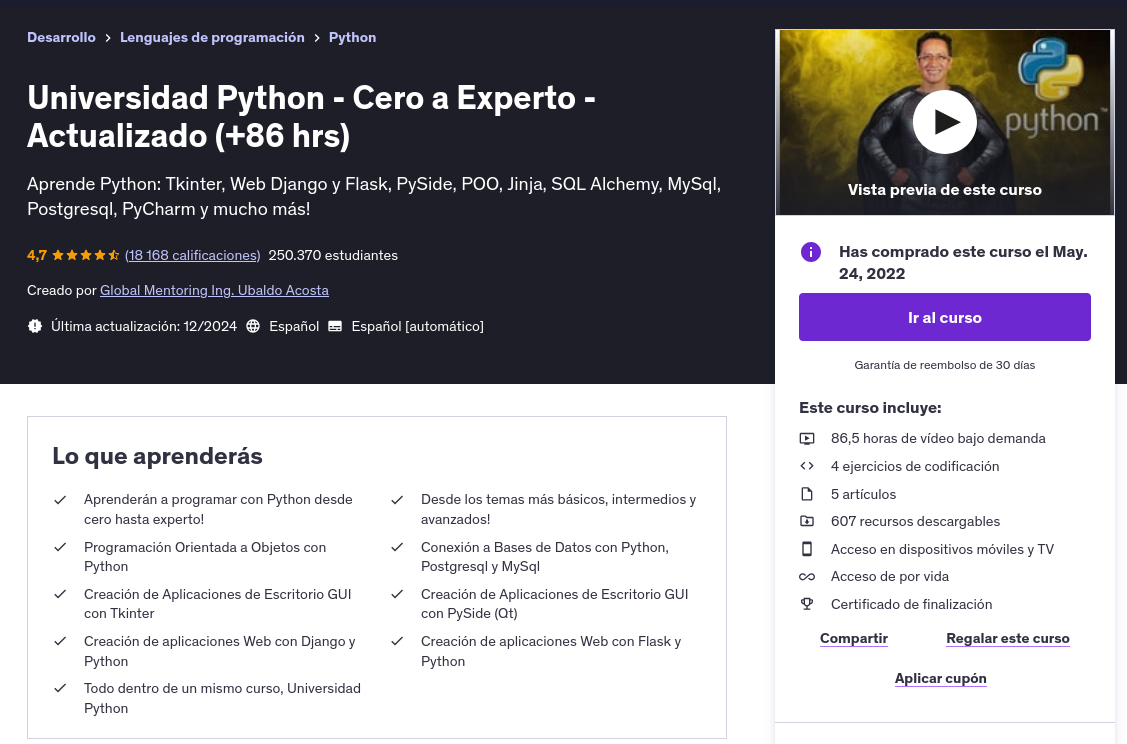 Desarrollo > Lenguajes de programación > Python
Universidad Python - Cero a Experto -
Actualizado (+86 hrs)
Aprende Python: Tkinter, Web Django y Flask, PySide, POO, Jinja, SQL Alchemy, MySql,
Postgresql, PyCharm y mucho más!
4,7 (18 168 calificaciones) 250.370 estudiantes
Creado por Global Mentoring Ing. Ubaldo Acosta
Última actualización: 12/2024 Español Español [automático]
python™
Vista previa de este curso
Has comprado este curso el May.
24, 2022
Ir al curso
Garantía de reembolso de 30 días
Este curso incluye:
86,5 horas de vídeo bajo demanda
4 ejercicios de codificación
5 artículos
607 recursos descargables
Acceso en dispositivos móviles y TV
Acceso de por vida
Certificado de finalización
Compartir Regalar este curso
Aplicar cupón
Lo que aprenderás
Aprenderán a programar con Python desde
cero hasta experto!
Desde los temas más básicos, intermedios y
avanzados!
Programación Orientada a Objetos con
Python
Conexión a Bases de Datos con Python,
Postgresql y MySql
Creación de Aplicaciones de Escritorio GUI
con Tkinter
Creación de Aplicaciones de Escritorio GUI
con PySide (Qt)
Creación de aplicaciones Web con Django y
Python
Creación de aplicaciones Web con Flask y
Python
Todo dentro de un mismo curso, Universidad
Python